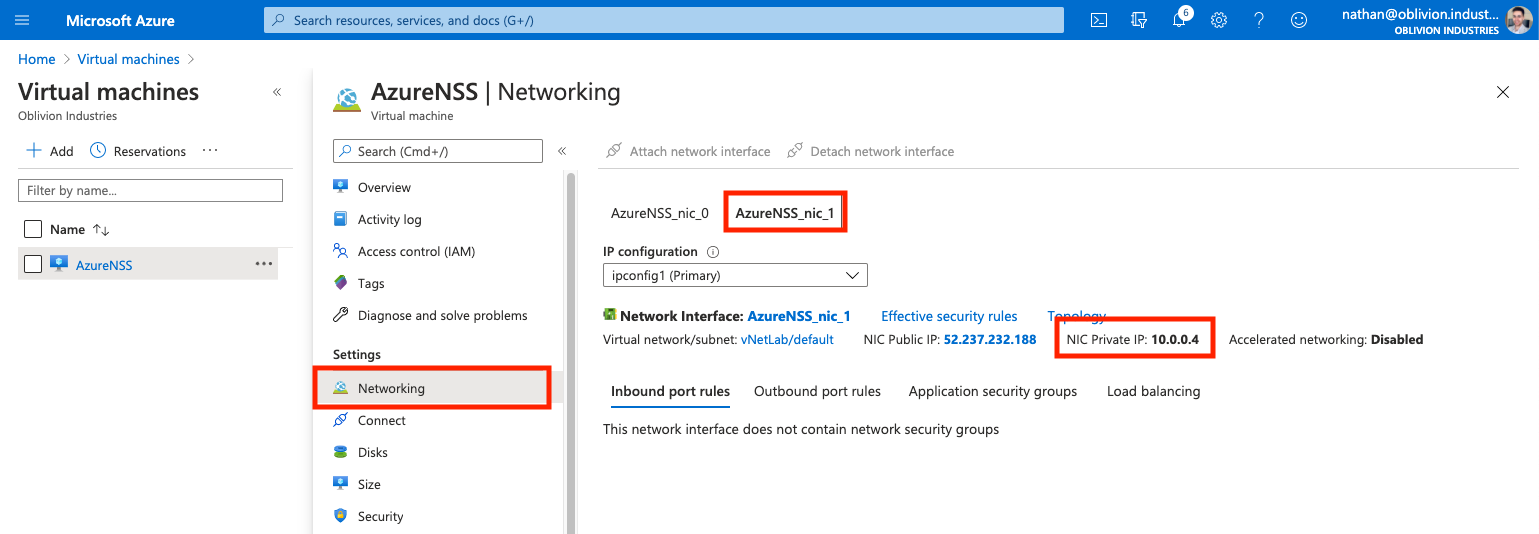 Microsoft Azure
Search resources, services, and docs (G+/)
6
nathan@oblivion.indust...
OBLIVION INDUSTRIES
Home > Virtual machines >
Virtual machines
«
Oblivion Industries
Add
Reservations
...
Filter by name...
Name
AzureNSS
...
AzureNSS | Networking
Virtual machine
Search (Cmd+/)
«
Overview
Activity log
Access control (IAM)
Tags
Diagnose and solve problems
Settings
Networking
Connect
Disks
Size
Security
Attach network interface
Detach network interface
AzureNSS_nic_0
AzureNSS_nic_1
IP configuration
ipconfig1 (Primary)
Network Interface: AzureNSS_nic_1
Effective security rules
Topology
Virtual network/subnet: vNetLab/default
NIC Public IP: 52.237.232.188
NIC Private IP: 10.0.0.4
Accelerated networking: Disabled
Inbound port rules
Outbound port rules
Application security groups
Load balancing
This network interface does not contain network security groups